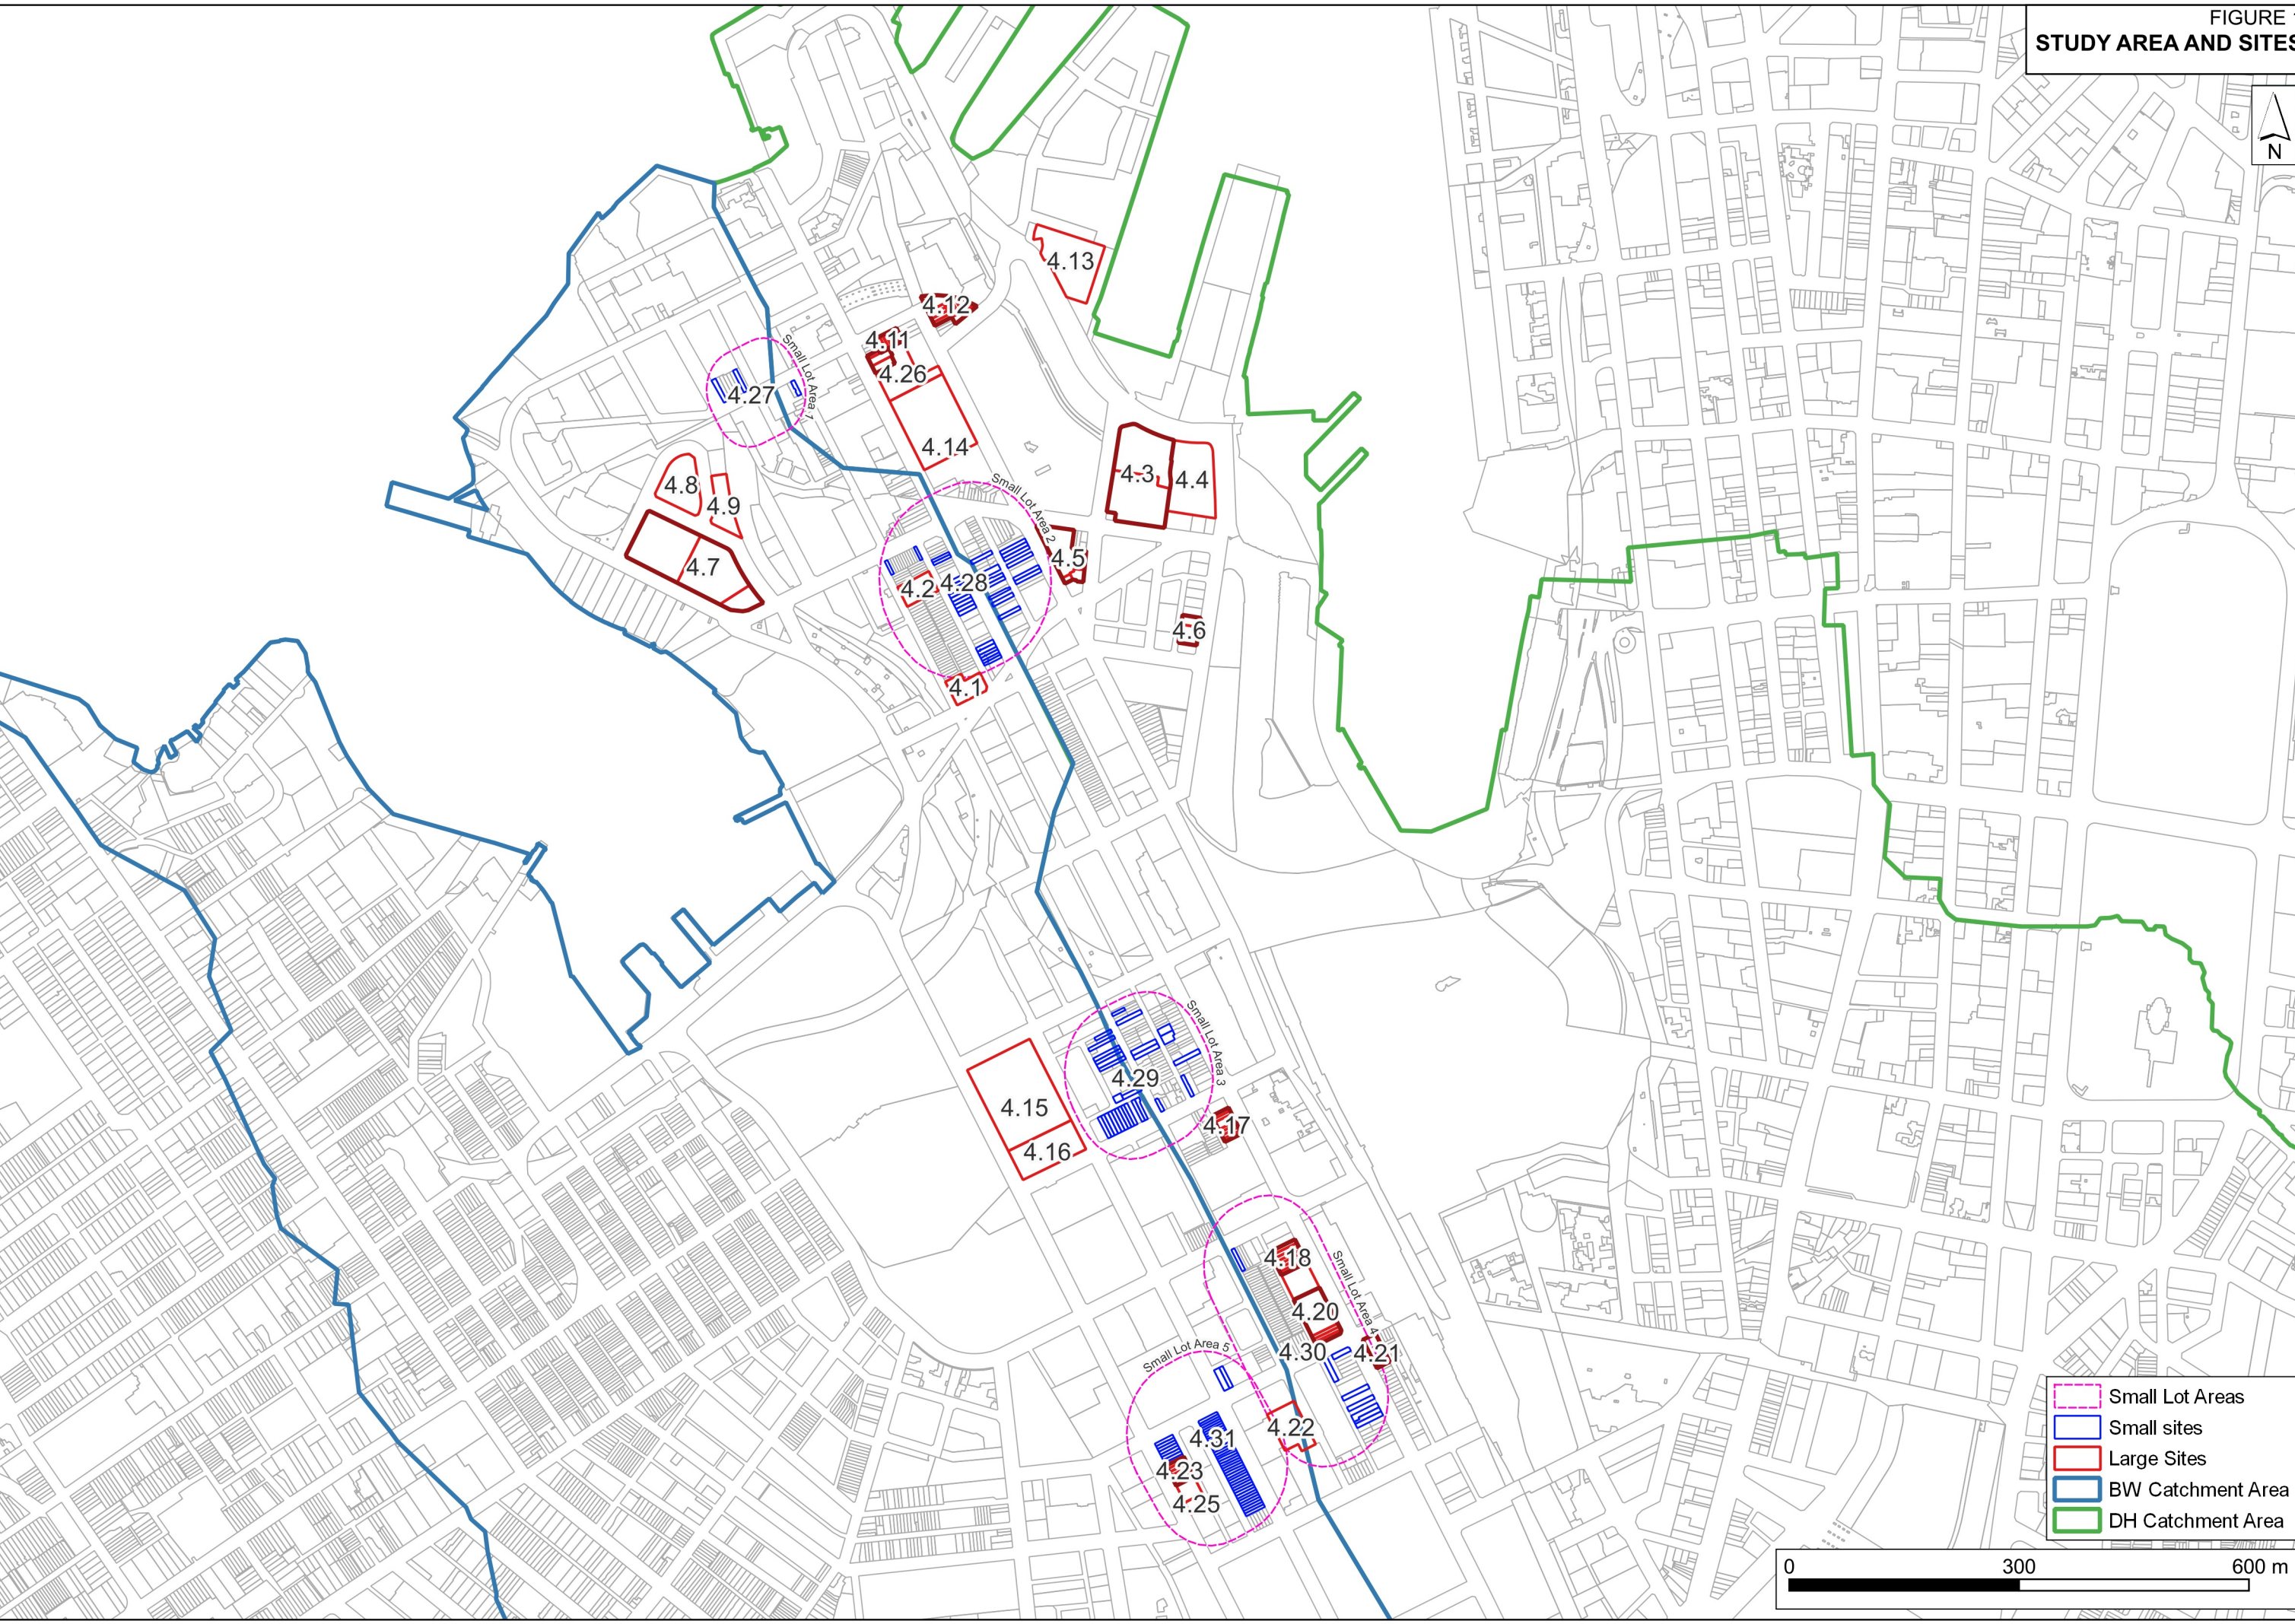 FIGURE
STUDY AREA AND SITES
N
4.13
4.12
4.11
4.26
4.14
Small Lot Area 1
4.27
4.3
4.4
4.8
4.9
4.7
Small Lot Area 2
4.5
4.2
4.28
4.6
4.1
Small Lot Area 3
4.29
4.15
4.16
4.17
4.18
Small Lot Area 4
4.20
4.30
4.21
Small Lot Area 5
4.22
4.31
4.23
4.25
Small Lot Areas
Small sites
Large Sites
BW Catchment Area
DH Catchment Area
0 300 600 m